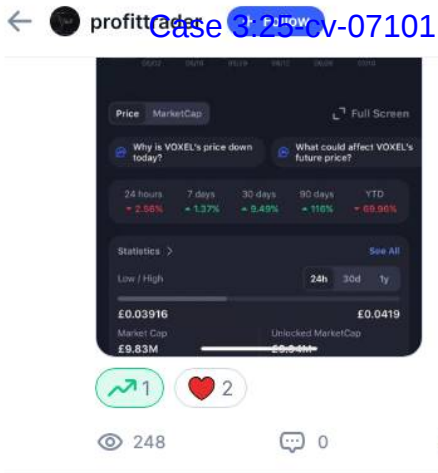 profittrader + Follow
Case 3:25-cv-07101
Price MarketCap Full Screen
Why is VOXEL's price down today?
What could affect VOXEL's future price?
24 hours 7 days 30 days 90 days YTD
2.56% 1.37% 9.49% 116% 69.96%
Statistics See All
Low / High 24h 30d 1y
£0.03916 £0.0419
Market Cap Unlocked MarketCap
£9.83M
1 2
248 0